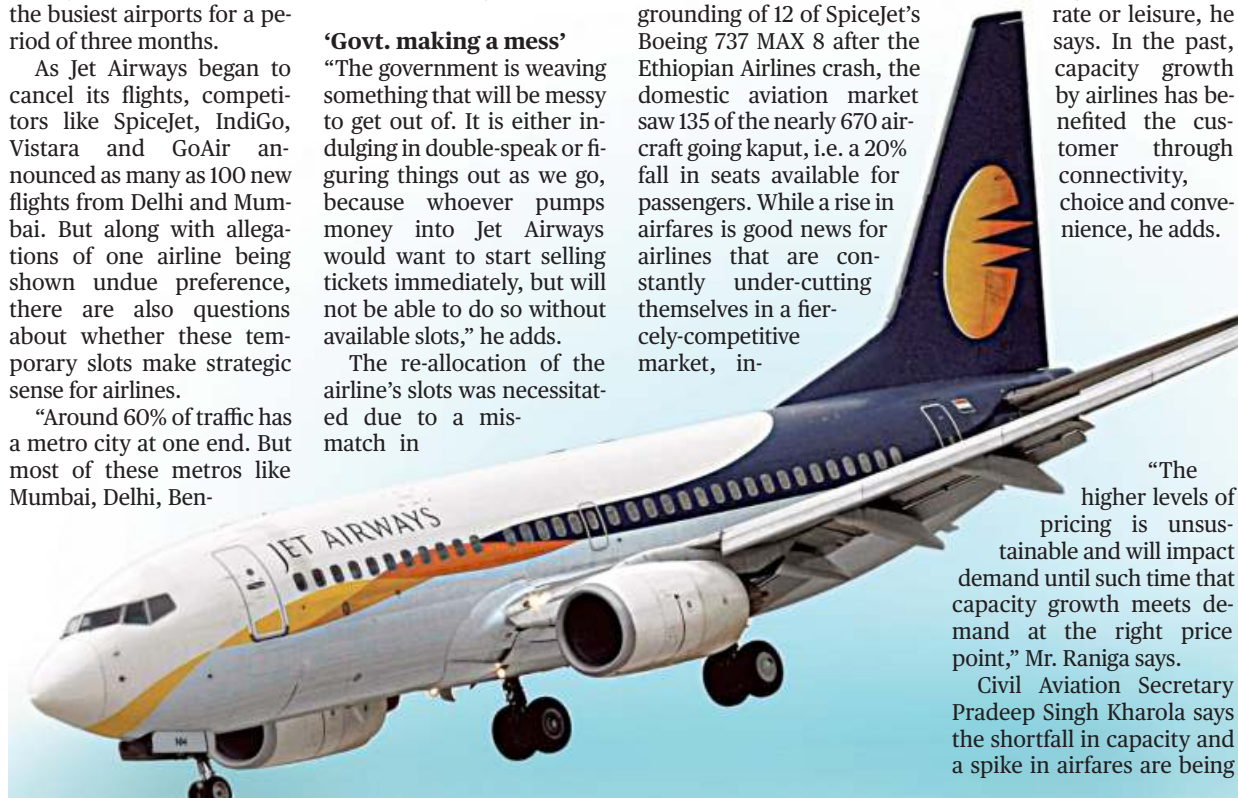 the busiest airports for a pe-
riod of three months.
As Jet Airways began to
cancel its flights, competi-
tors like SpiceJet, IndiGo,
Vistara and GoAir an-
nounced as many as 100 new
flights from Delhi and Mum-
bai. But along with allega-
tions of one airline being
shown undue preference,
there are also questions
about whether these tem-
porary slots make strategic
sense for airlines.
“Around 60% of traffic has
a metro city at one end. But
most of these metros like
Mumbai, Delhi, Ben-
‘Govt. making a mess’
“The government is weaving
something that will be messy
to get out of. It is either in-
dulging in double-speak or fi-
guring things out as we go,
because whoever pumps
money into Jet Airways
would want to start selling
tickets immediately, but will
not be able to do so without
available slots,” he adds.
The re-allocation of the
airline’s slots was necessitat-
ed due to a mis-
match in
grounding of 12 of SpiceJet’s
Boeing 737 MAX 8 after the
Ethiopian Airlines crash, the
domestic aviation market
saw 135 of the nearly 670 air-
craft going kaput, i.e. a 20%
fall in seats available for
passengers. While a rise in
airfares is good news for
airlines that are con-
stantly under-cutting
themselves in a fier-
cely-competitive
market, in-
rate or leisure, he
says. In the past,
capacity growth
by airlines has be-
nefited the cus-
tomer through
connectivity,
choice and conve-
nience, he adds.
“The
higher levels of
pricing is unsus-
tainable and will impact
demand until such time that
capacity growth meets de-
mand at the right price
point,” Mr. Raniga says.
Civil Aviation Secretary
Pradeep Singh Kharola says
the shortfall in capacity and
a spike in airfares are being
JET AIRWAYS